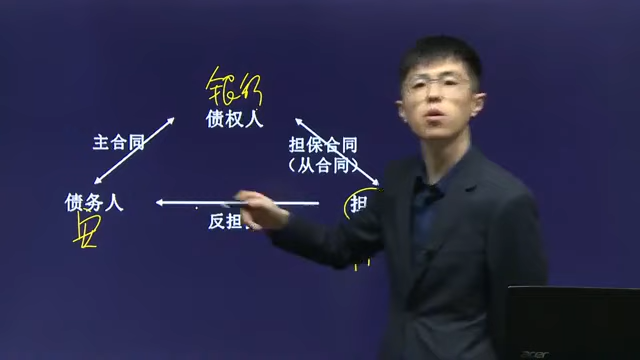 银行
债权人
主合同
担保合同
（从合同）
债务人
担
反担
acer